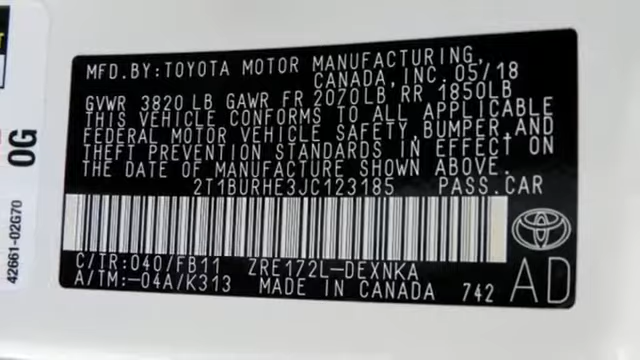 MFD.BY:TOYOTA MOTOR MANUFACTURING,
CANADA, INC. 05/18
GVWR 3820 LB GAWR FR 2070LB, RR 1850LB
THIS VEHICLE CONFORMS TO ALL APPLICABLE
FEDERAL MOTOR VEHICLE SAFETY, BUMPER, AND
THEFT PREVENTION STANDARDS IN EFFECT ON
THE DATE OF MANUFACTURE SHOWN ABOVE.
2T1BURHE3JC123185 PASS.CAR
C/TR:040/FB11 ZRE172L-DEXNKA
A/TM:-04A/K313 MADE IN CANADA 742
AD
0G
42661-02G70